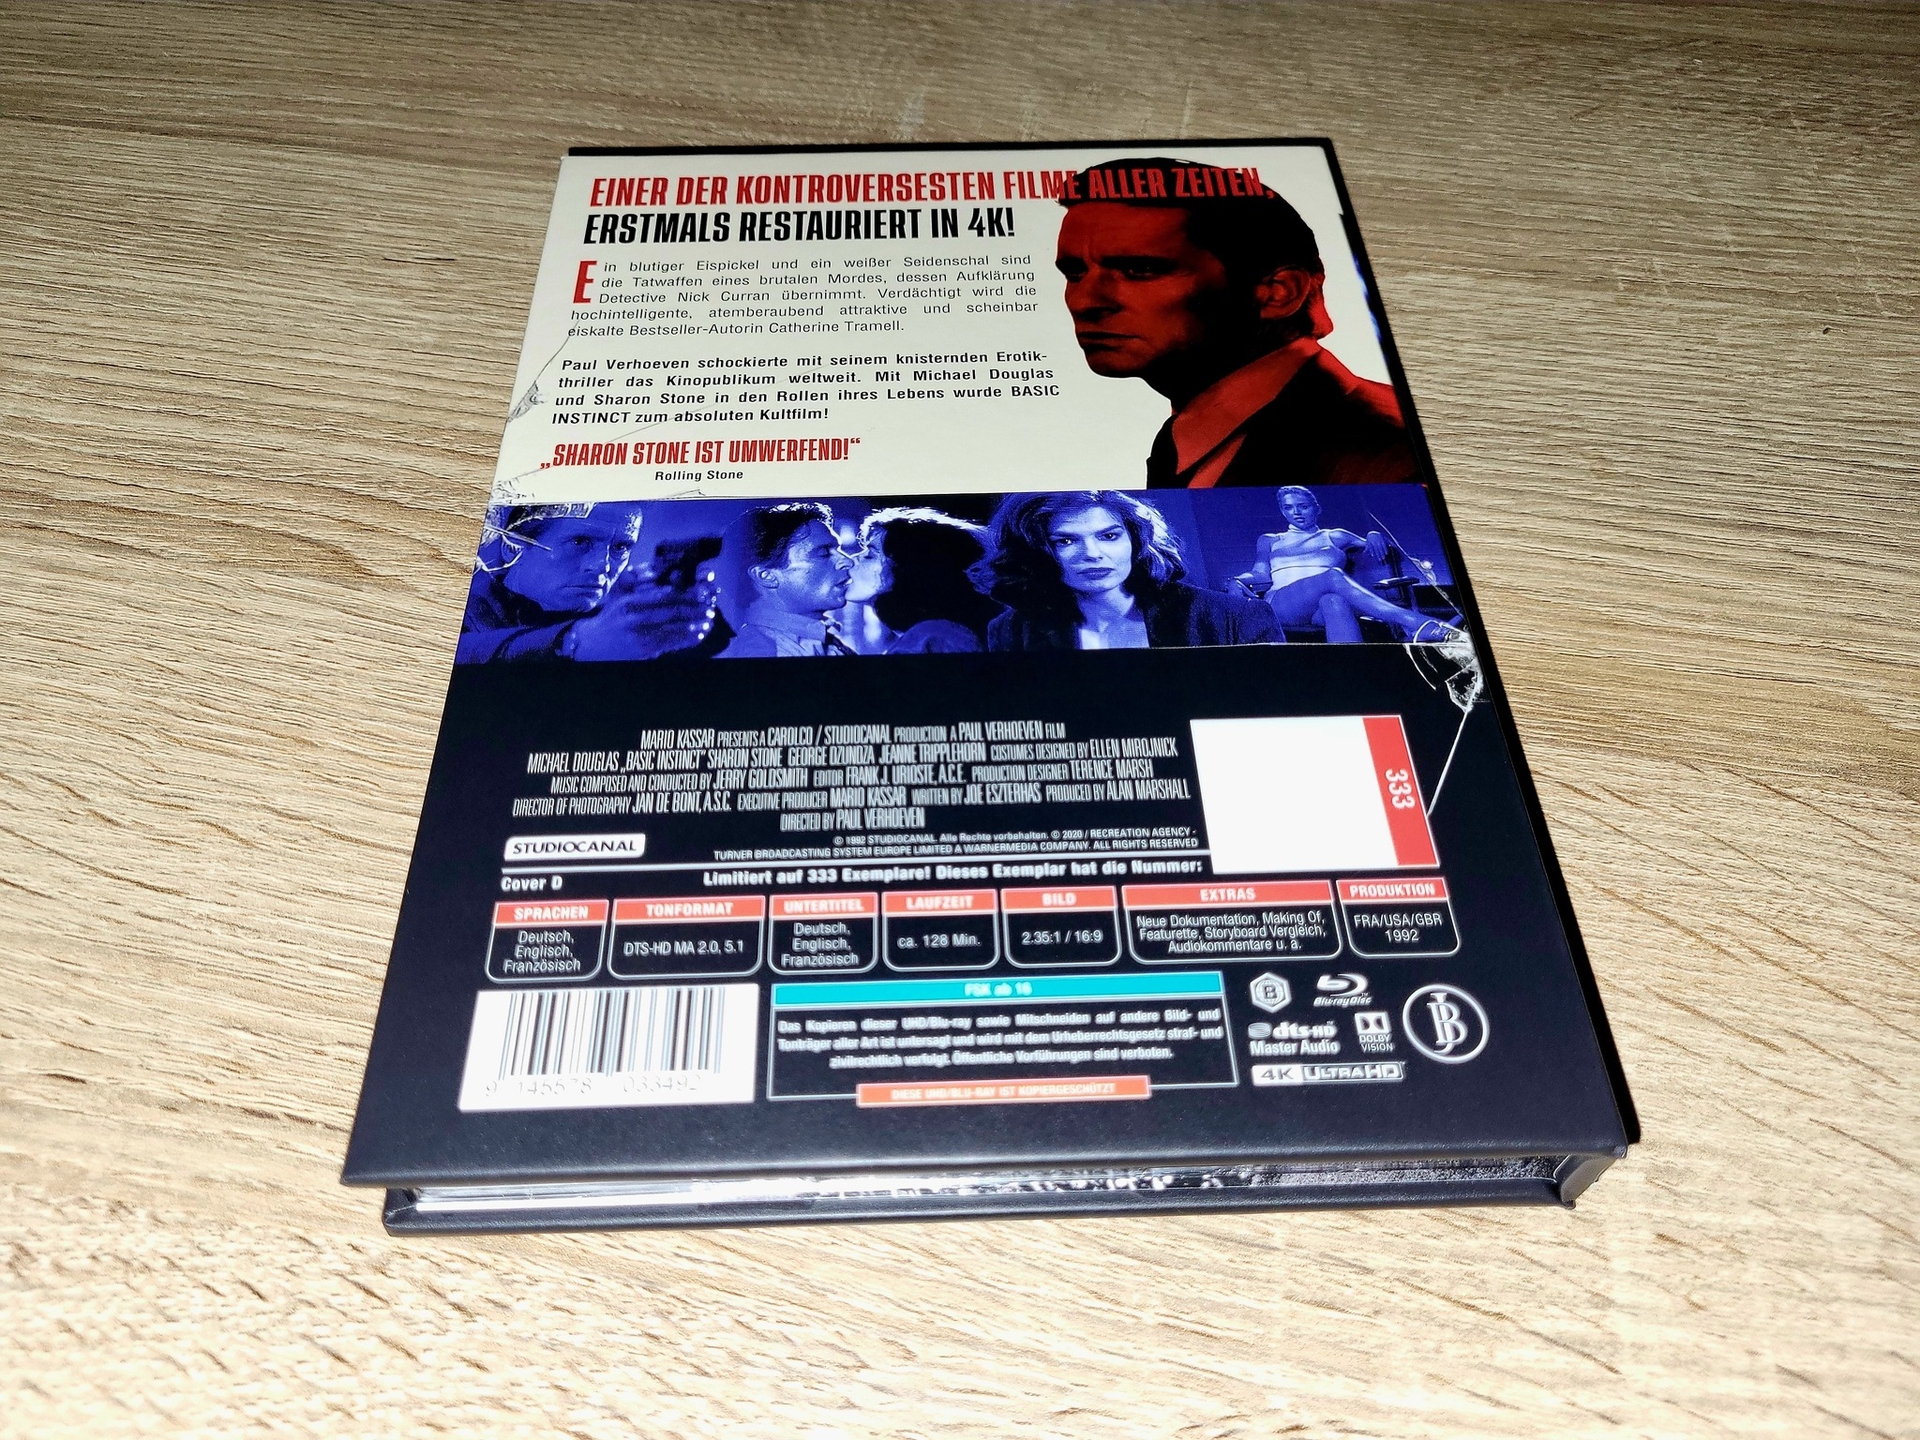 EINER DER KONTROVERSESTEN FILME ALLER ZEITEN,
ERSTMALS RESTAURIERT IN 4K!
Ein blutiger Eispickel und ein weißer Seidenschal sind
die Tatwaffen eines brutalen Mordes, dessen Aufklärung
Detective Nick Curran übernimmt. Verdächtigt wird die
hochintelligente, atemberaubend attraktive und scheinbar
eiskalte Bestseller-Autorin Catherine Tramell.
Paul Verhoeven schockierte mit seinem knisternden Erotik-
thriller das Kinopublikum weltweit. Mit Michael Douglas
und Sharon Stone in den Rollen ihres Lebens wurde BASIC
INSTINCT zum absoluten Kultfilm!
„SHARON STONE IST UMWERFEND!“
Rolling Stone
MARIO KASSAR PRESENTS A CAROLCO / STUDIOCANAL PRODUCTION A PAUL VERHOEVEN FILM
MICHAEL DOUGLAS „BASIC INSTINCT“ SHARON STONE GEORGE DZUNDZA JEANNE TRIPPLEHORN COSTUMES DESIGNED BY ELLEN MIROJNICK
MUSIC COMPOSED AND CONDUCTED BY JERRY GOLDSMITH EDITOR FRANK J. URIOSTE, A.C.E. PRODUCTION DESIGNER TERENCE MARSH
DIRECTOR OF PHOTOGRAPHY JAN DE BONT, A.S.C. EXECUTIVE PRODUCER MARIO KASSAR WRITTEN BY JOE ESZTERHAS PRODUCED BY ALAN MARSHALL
DIRECTED BY PAUL VERHOEVEN
STUDIOCANAL
© 1992 STUDIOCANAL. Alle Rechte vorbehalten. © 2020 / RECREATION AGENCY -
TURNER BROADCASTING SYSTEM EUROPE LIMITED A WARNERMEDIA COMPANY. ALL RIGHTS RESERVED
333
Cover D
Limitiert auf 333 Exemplare! Dieses Exemplar hat die Nummer:
SPRACHEN
Deutsch,
Englisch,
Französisch
TONFORMAT
DTS-HD MA 2.0, 5.1
UNTERTITEL
Deutsch,
Englisch,
Französisch
LAUFZEIT
ca. 128 Min.
BILD
2.35:1 / 16:9
EXTRAS
Neue Dokumentation, Making Of,
Featurette, Storyboard Vergleich,
Audiokommentare u. a.
PRODUKTION
FRA/USA/GBR
1992
9 145578 033492
FSK ab 16
Das Kopieren dieser UHD/Blu-ray sowie Mitschneiden auf andere Bild- und
Tonträger aller Art ist untersagt und wird mit dem Urheberrechtsgesetz straf- und
zivilrechtlich verfolgt. Öffentliche Vorführungen sind verboten.
DIESE UHD/BLU-RAY IST KOPIERGESCHÜTZT
B
Blu-ray Disc
dts-HD
Master Audio
DOLBY
VISION
JB
4K ULTRA HD